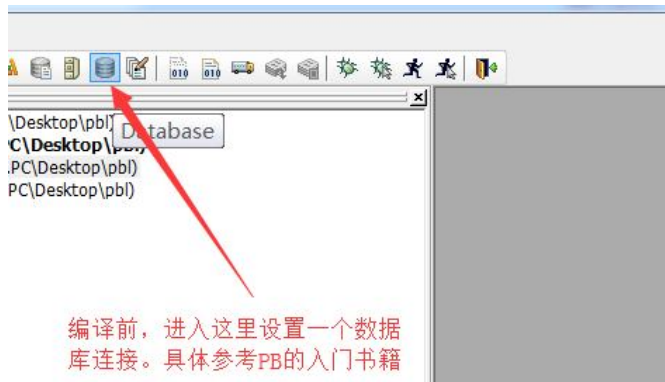 010 010
\Desktop\pbl)
Database
C\Desktop\pbl)
.PC\Desktop\pbl)
PC\Desktop\pbl)
编译前，进入这里设置一个数据
库连接。具体参考PB的入门书籍